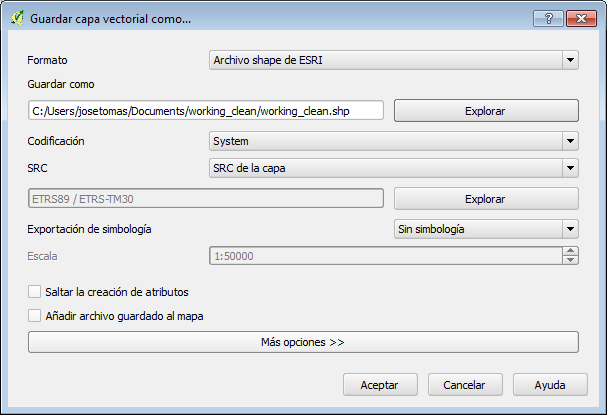 Guardar capa vectorial como...
Formato Archivo shape de ESRI
Guardar como
C:/Users/josetomas/Documents/working_clean/working_clean.shp Explorar
Codificación System
SRC SRC de la capa
ETRS89 / ETRS-TM30 Explorar
Exportación de simbología Sin simbología
Escala 1:50000
Saltar la creación de atributos
Añadir archivo guardado al mapa
Más opciones >>
Aceptar Cancelar Ayuda